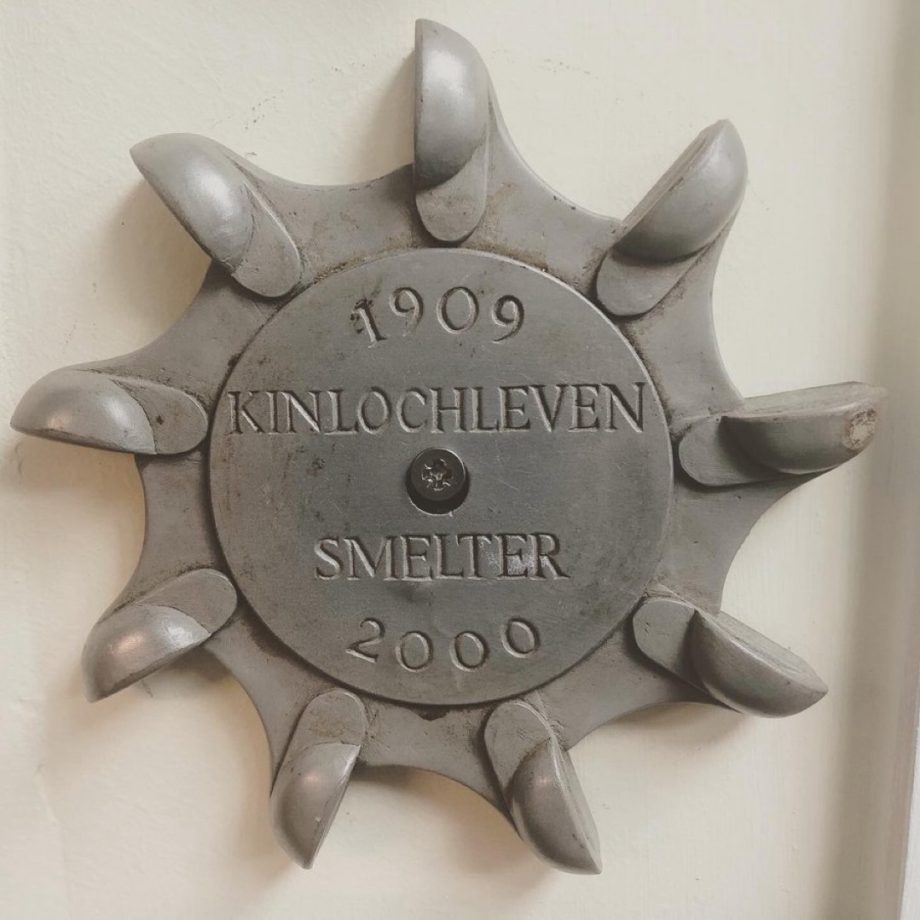 1909
KINLOCHLEVEN
SMELTER
2000